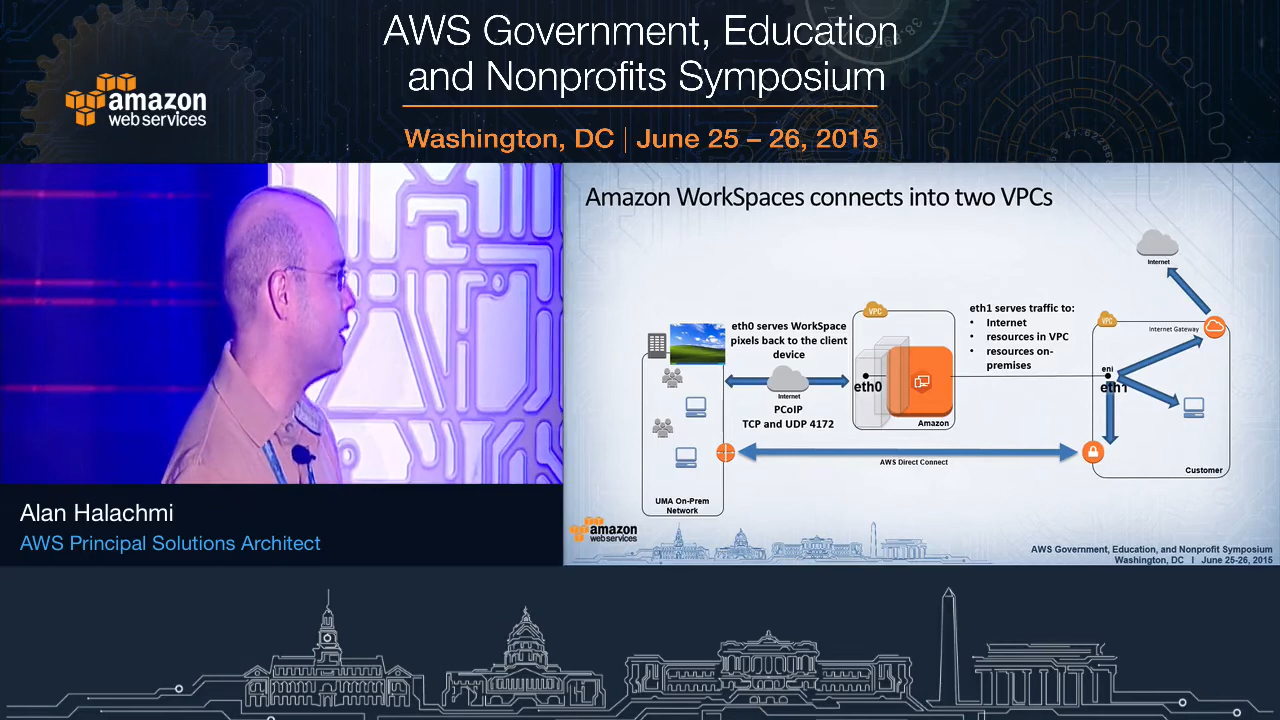 AWS Government, Education
and Nonprofits Symposium
Washington, DC | June 25 – 26, 2015
amazon
web services
Amazon WorkSpaces connects into two VPCs
Internet
VPC
eth0 serves WorkSpace
pixels back to the client
device
eth1 serves traffic to:
• Internet
• resources in VPC
• resources on-
premises
VPC
Internet Gateway
eth0
eni
eth1
Internet
PCoIP
TCP and UDP 4172
Amazon
AWS Direct Connect
Customer
UMA On-Prem
Network
amazon
web services
AWS Government, Education, and Nonprofit Symposium
Washington, DC | June 25-26, 2015
Alan Halachmi
AWS Principal Solutions Architect